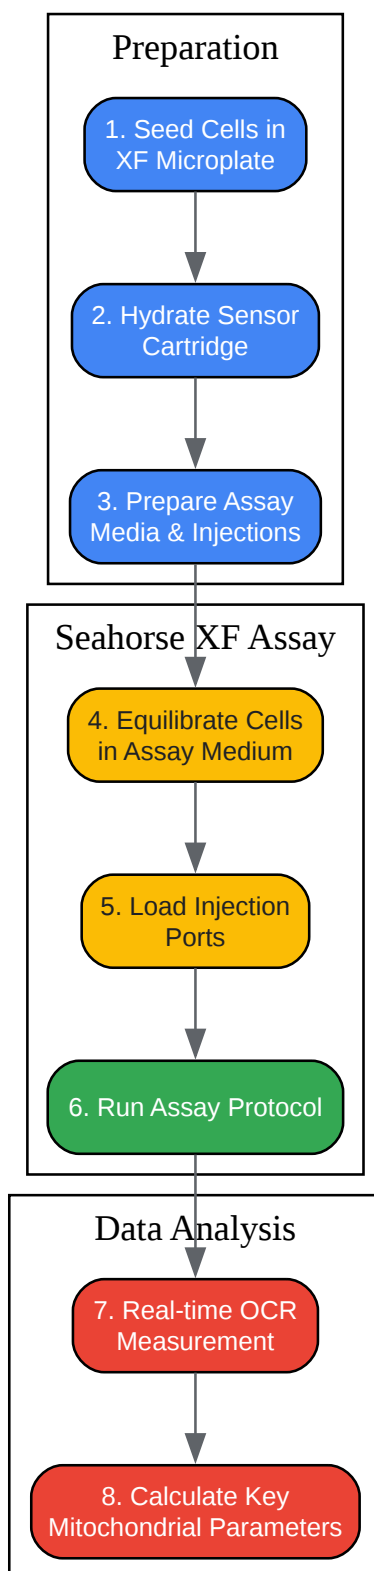 Preparation
1. Seed Cells in
XF Microplate
2. Hydrate Sensor
Cartridge
3. Prepare Assay
Media & Injections
Seahorse XF Assay
4. Equilibrate Cells
in Assay Medium
5. Load Injection
Ports
6. Run Assay Protocol
Data Analysis
7. Real-time OCR
Measurement
8. Calculate Key
Mitochondrial Parameters